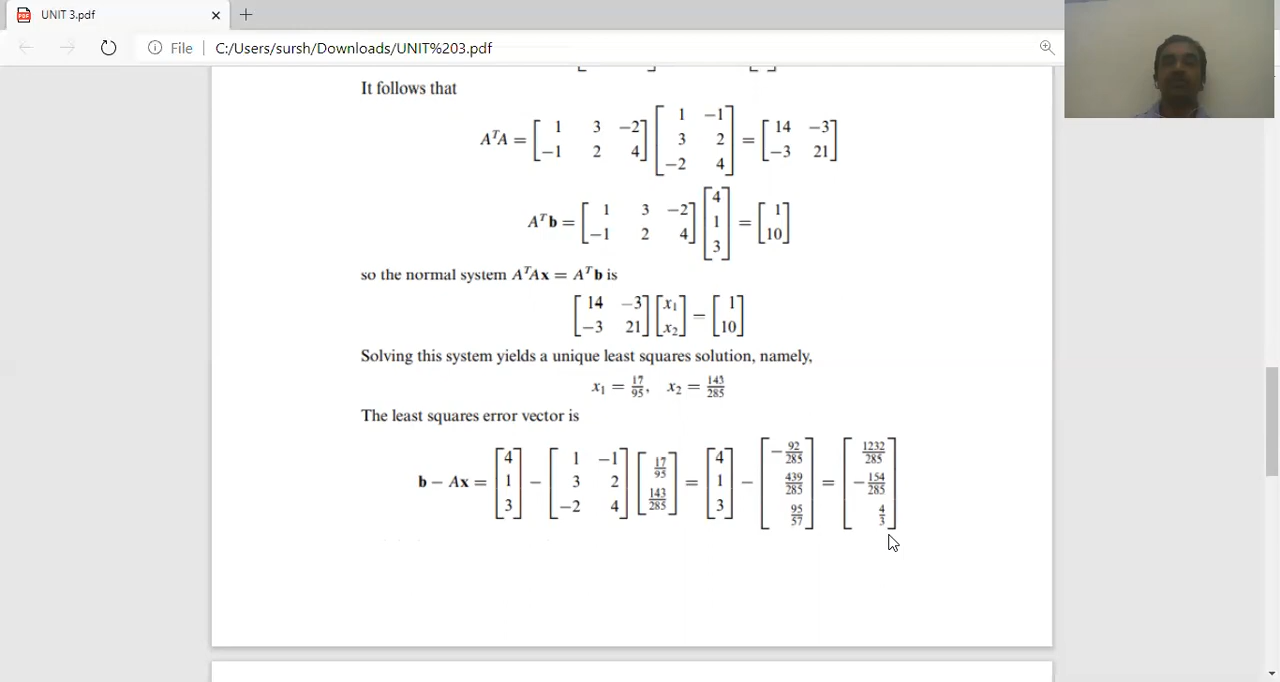 UNIT 3.pdf
File | C:/Users/sursh/Downloads/UNIT%203.pdf
It follows that
AᵀA = [1 3 −2; −1 2 4] [1 −1; 3 2; −2 4] = [14 −3; −3 21]
Aᵀb = [1 3 −2; −1 2 4] [4; 1; 3] = [1; 10]
so the normal system AᵀAx = Aᵀb is
[14 −3; −3 21] [x₁; x₂] = [1; 10]
Solving this system yields a unique least squares solution, namely,
x₁ = 17/95, x₂ = 143/285
The least squares error vector is
b − Ax = [4; 1; 3] − [1 −1; 3 2; −2 4] [17/95; 143/285] = [4; 1; 3] − [−92/285; 439/285; 95/57] = [1232/285; −154/285; 4/3]